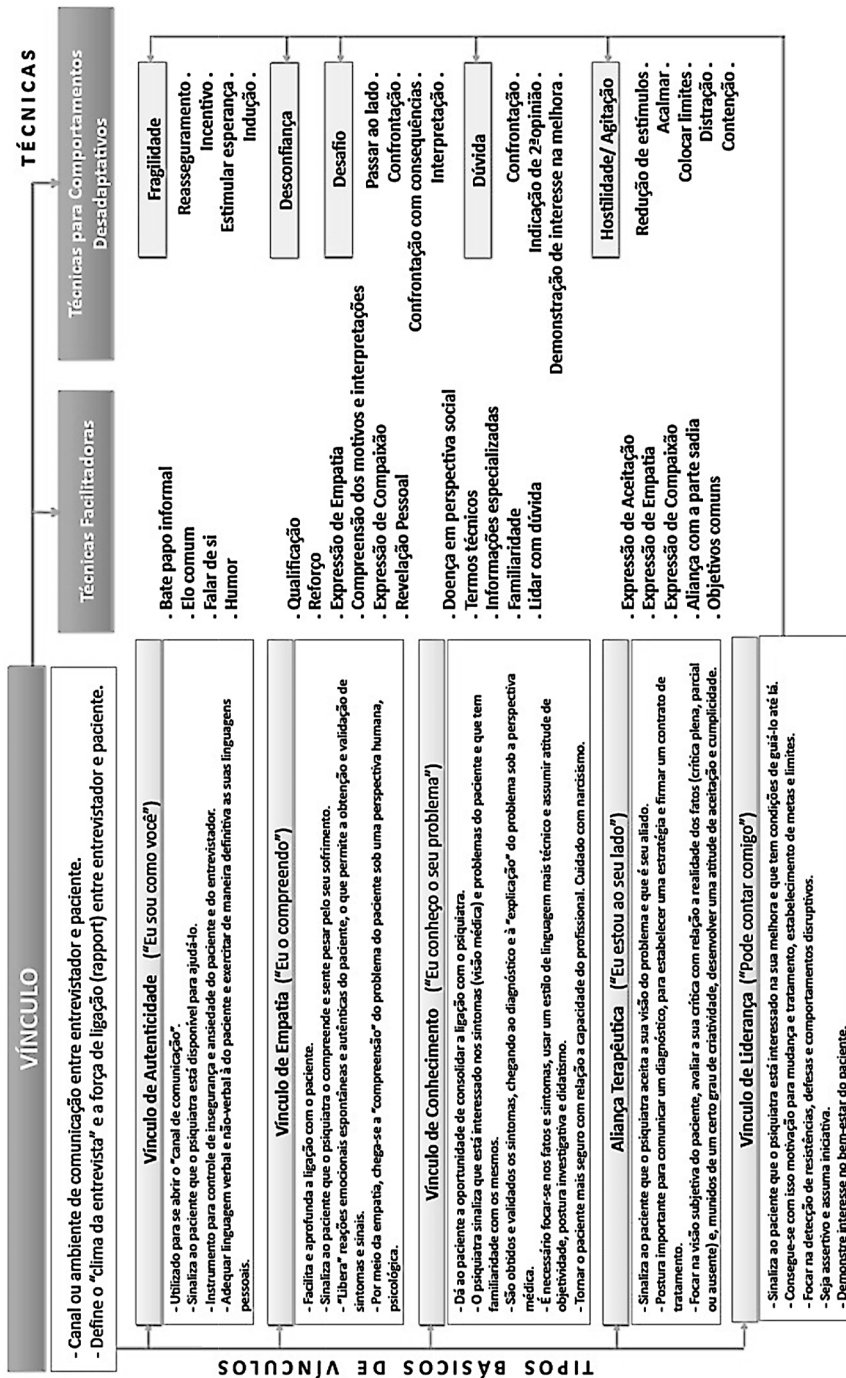 VÍNCULO
- Canal ou ambiente de comunicação entre entrevistador e paciente.
- Define o "clima da entrevista" e a força de ligação (rapport) entre entrevistador e paciente.
TIPOS BÁSICOS DE VÍNCULOS
Vínculo de Autenticidade ("Eu sou como você")
- Utilizado para se abrir o "canal de comunicação".
- Sinaliza ao paciente que o psiquiatra está disponível para ajudá-lo.
- Instrumento para controle de insegurança e ansiedade do paciente e do entrevistador.
- Adequar linguagem verbal e não-verbal à do paciente e exercitar de maneira definitiva as suas linguagens
pessoais.
Vínculo de Empatia ("Eu o compreendo")
- Facilita e aprofunda a ligação com o paciente.
- Sinaliza ao paciente que o psiquiatra o compreende e sente pesar pelo seu sofrimento.
- "Libera" reações emocionais espontâneas e autênticas do paciente, o que permite a obtenção e validação de
sintomas e sinais.
- Por meio da empatia, chega-se a "compreensão" do problema do paciente sob uma perspectiva humana,
psicológica.
Vínculo de Conhecimento ("Eu conheço o seu problema")
- Dá ao paciente a oportunidade de consolidar a ligação com o psiquiatra.
- O psiquiatra sinaliza que está interessado nos sintomas (visão médica) e problemas do paciente e que tem
familiaridade com os mesmos.
- São obtidos e validados os sintomas, chegando ao diagnóstico e à "explicação" do problema sob a perspectiva
médica.
- É necessário focar-se nos fatos e sintomas, usar um estilo de linguagem mais técnico e assumir atitude de
objetividade, postura investigativa e didatismo.
- Tornar o paciente mais seguro com relação a capacidade do profissional. Cuidado com narcisismo.
Aliança Terapêutica ("Eu estou ao seu lado")
- Sinaliza ao paciente que o psiquiatra aceita a sua visão do problema e que é seu aliado.
- Postura importante para comunicar um diagnóstico, para estabelecer uma estratégia e firmar um contrato de
tratamento.
- Focar na visão subjetiva do paciente, avaliar a sua crítica com relação a realidade dos fatos (crítica plena, parcial
ou ausente) e, munidos de um certo grau de criatividade, desenvolver uma atitude de aceitação e cumplicidade.
Vínculo de Liderança ("Pode contar comigo")
- Sinaliza ao paciente que o psiquiatra está interessado na sua melhora e que tem condições de guiá-lo até lá.
- Consegue-se com isso motivação para mudança e tratamento, estabelecimento de metas e limites.
- Focar na detecção de resistências, defesas e comportamentos disruptivos.
- Seja assertivo e assuma iniciativa.
- Demonstre interesse no bem-estar do paciente.
TÉCNICAS
Técnicas Facilitadoras
. Bate papo informal
. Elo comum
. Falar de si
. Humor
. Qualificação
. Reforço
. Expressão de Empatia
. Compreensão dos motivos e interpretações
. Expressão de Compaixão
. Revelação Pessoal
. Doença em perspectiva social
. Termos técnicos
. Informações especializadas
. Familiaridade
. Lidar com dúvida
. Expressão de Aceitação
. Expressão de Empatia
. Expressão de Compaixão
. Aliança com a parte sadia
. Objetivos comuns
Técnicas para Comportamentos
Desadaptativos
Fragilidade
Reasseguramento .
Incentivo .
Estimular esperança .
Indução .
Desconfiança
Desafio
Passar ao lado .
Confrontação .
Confrontação com consequências .
Interpretação .
Dúvida
Confrontação .
Indicação de 2ªopinião .
Demonstração de interesse na melhora .
Hostilidade/ Agitação
Redução de estímulos .
Acalmar .
Colocar limites .
Distração .
Contenção .